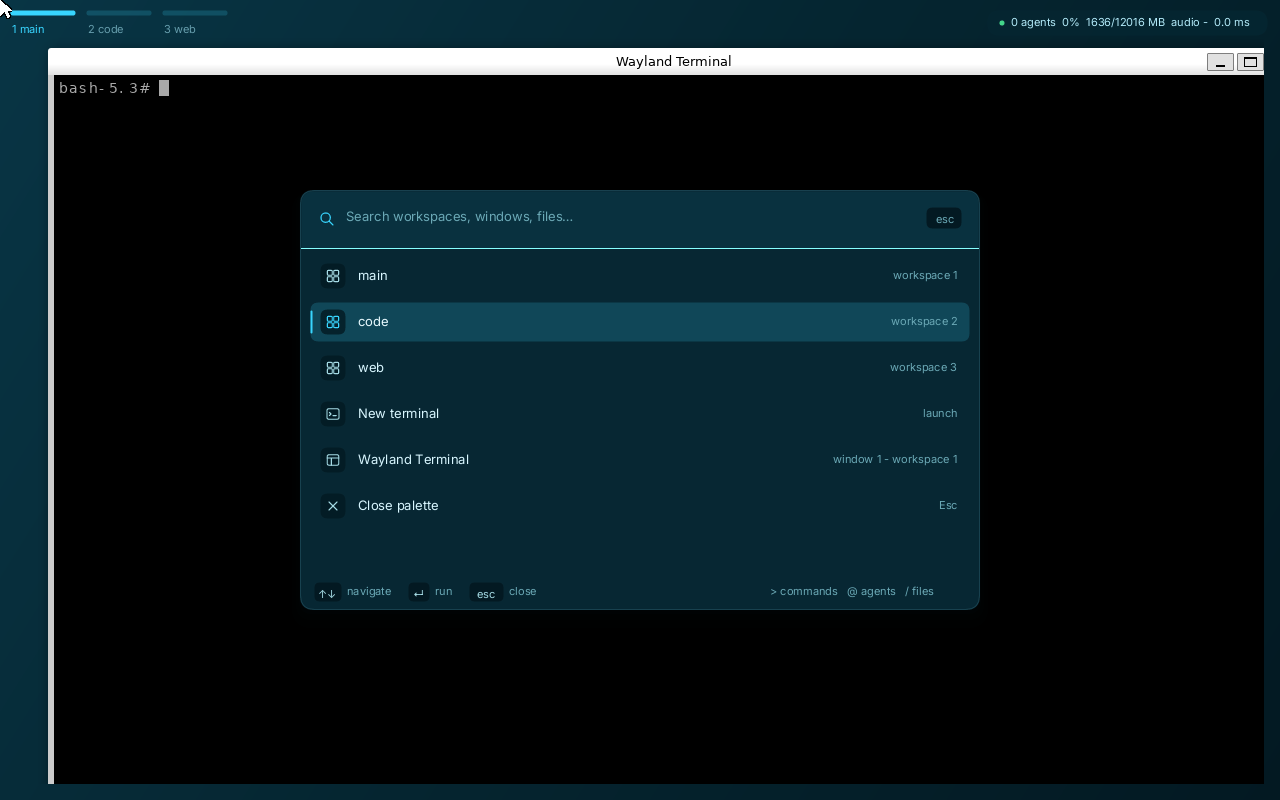 1 main 2 code 3 web
0 agents 0% 1636/12016 MB audio - 0.0 ms
Wayland Terminal
bash-5.3#
Search workspaces, windows, files... esc
main workspace 1
code workspace 2
web workspace 3
New terminal launch
Wayland Terminal window 1 - workspace 1
Close palette Esc
↑↓ navigate ↵ run esc close > commands @ agents / files